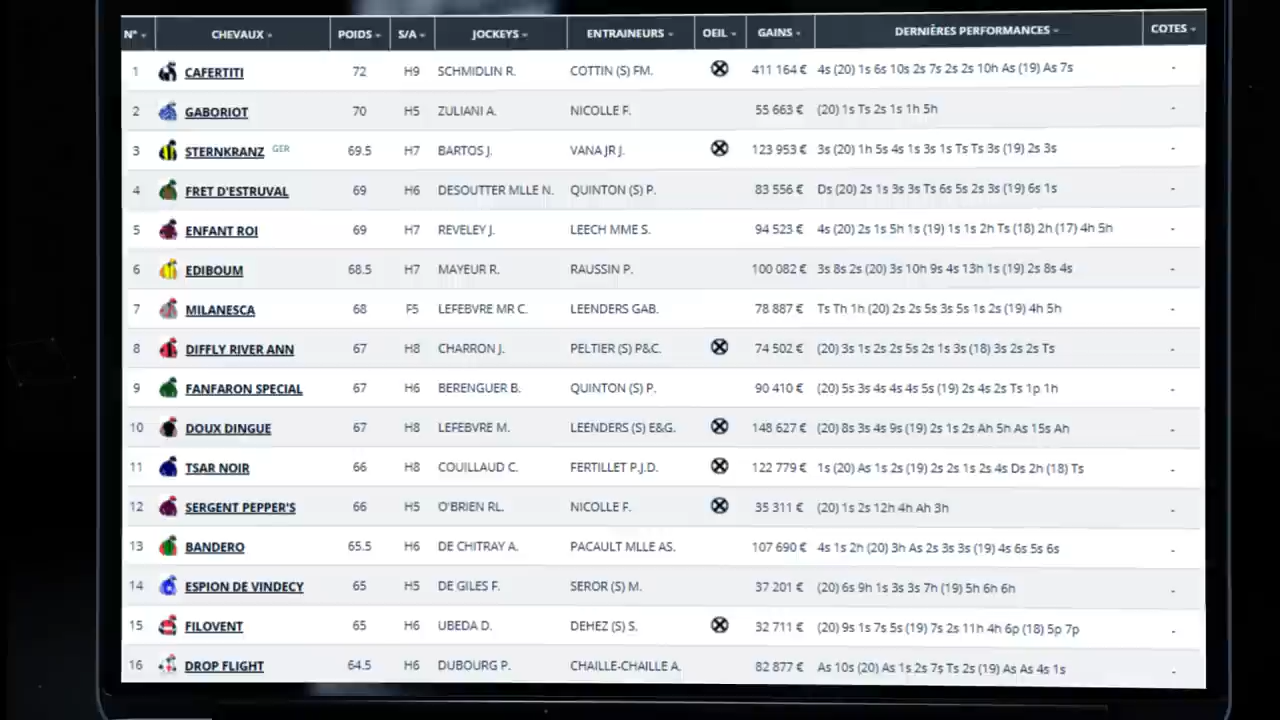 N° CHEVAUX POIDS S/A JOCKEYS ENTRAINEURS OEIL GAINS DERNIÈRES PERFORMANCES COTES
1 CAFERTITI 72 H9 SCHMIDLIN R. COTTIN (S) FM. 411 164 € 4s (20) 1s 6s 10s 2s 7s 2s 2s 10h As (19) As 7s -
2 GABORIOT 70 H5 ZULIANI A. NICOLLE F. 55 663 € (20) 1s Ts 2s 1s 1h 5h -
3 STERNKRANZ GER 69.5 H7 BARTOS J. VANA JR J. 123 953 € 3s (20) 1h 5s 4s 1s 3s 1s Ts Ts 3s (19) 2s 3s -
4 FRET D'ESTRUVAL 69 H6 DESOUTTER MLLE N. QUINTON (S) P. 83 556 € Ds (20) 2s 1s 3s 3s Ts 6s 5s 2s 3s (19) 6s 1s -
5 ENFANT ROI 69 H7 REVELEY J. LEECH MME S. 94 523 € 4s (20) 2s 1s 5h 1s (19) 1s 1s 2h Ts (18) 2h (17) 4h 5h -
6 EDIBOUM 68.5 H7 MAYEUR R. RAUSSIN P. 100 082 € 3s 8s 2s (20) 3s 10h 9s 4s 13h 1s (19) 2s 8s 4s -
7 MILANESCA 68 F5 LEFEBVRE MR C. LEENDERS GAB. 78 887 € Ts Th 1h (20) 2s 2s 5s 3s 5s 1s 2s (19) 4h 5h -
8 DIFFLY RIVER ANN 67 H8 CHARRON J. PELTIER (S) P&C. 74 502 € (20) 3s 1s 2s 2s 5s 2s 1s 3s (18) 3s 2s 2s Ts -
9 FANFARON SPECIAL 67 H6 BERENGUER B. QUINTON (S) P. 90 410 € (20) 5s 3s 4s 4s 4s 5s (19) 2s 4s 2s Ts 1p 1h -
10 DOUX DINGUE 67 H8 LEFEBVRE M. LEENDERS (S) E&G. 148 627 € (20) 8s 3s 4s 9s (19) 2s 1s 2s Ah 5h As 15s Ah -
11 TSAR NOIR 66 H8 COUILLAUD C. FERTILLET P.J.D. 122 779 € 1s (20) As 1s 2s (19) 2s 2s 1s 2s 4s Ds 2h (18) Ts -
12 SERGENT PEPPER'S 66 H5 O'BRIEN RL. NICOLLE F. 35 311 € (20) 1s 2s 12h 4h Ah 3h -
13 BANDERO 65.5 H6 DE CHITRAY A. PACAULT MLLE AS. 107 690 € 4s 1s 2h (20) 3h As 2s 3s 3s (19) 4s 6s 5s 6s -
14 ESPION DE VINDECY 65 H5 DE GILES F. SEROR (S) M. 37 201 € (20) 6s 9h 1s 3s 3s 7h (19) 5h 6h 6h -
15 FILOVENT 65 H6 UBEDA D. DEHEZ (S) S. 32 711 € (20) 9s 1s 7s 5s (19) 7s 2s 11h 4h 6p (18) 5p 7p -
16 DROP FLIGHT 64.5 H6 DUBOURG P. CHAILLE-CHAILLE A. 82 877 € As 10s (20) As 1s 2s 7s Ts 2s (19) As As 4s 1s -